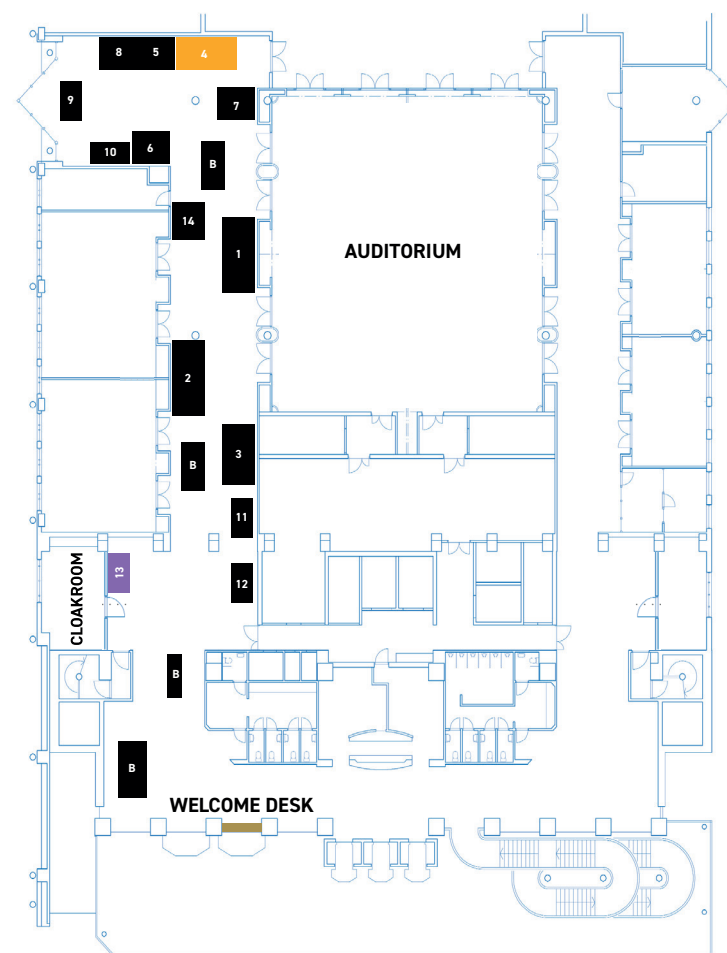 8 5 4
9
7
10 6
B
14
1
AUDITORIUM
2
3
B
11
12
13
CLOAKROOM
B
B
WELCOME DESK